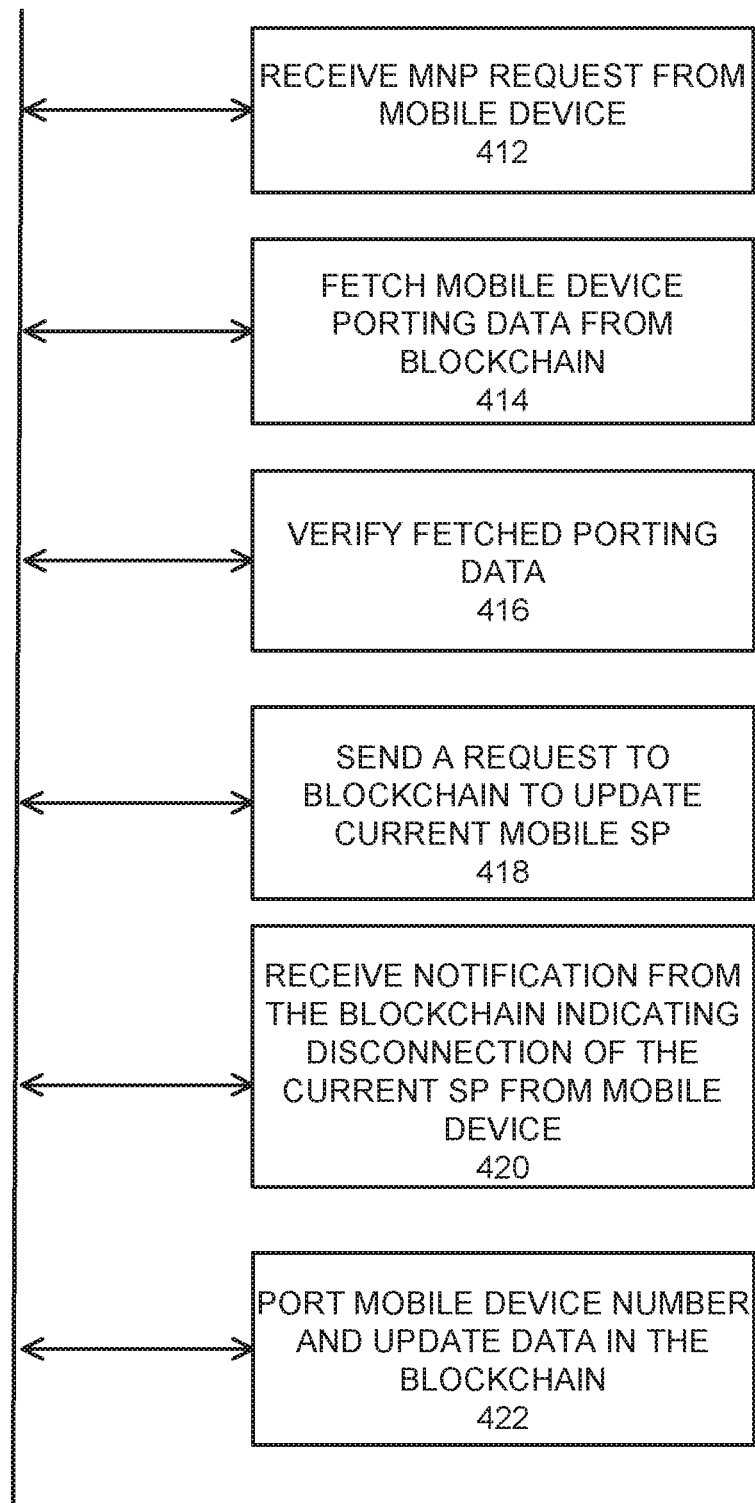 RECEIVE MNP REQUEST FROM
MOBILE DEVICE
412
FETCH MOBILE DEVICE
PORTING DATA FROM
BLOCKCHAIN
414
VERIFY FETCHED PORTING
DATA
416
SEND A REQUEST TO
BLOCKCHAIN TO UPDATE
CURRENT MOBILE SP
418
RECEIVE NOTIFICATION FROM
THE BLOCKCHAIN INDICATING
DISCONNECTION OF THE
CURRENT SP FROM MOBILE
DEVICE
420
PORT MOBILE DEVICE NUMBER
AND UPDATE DATA IN THE
BLOCKCHAIN
422